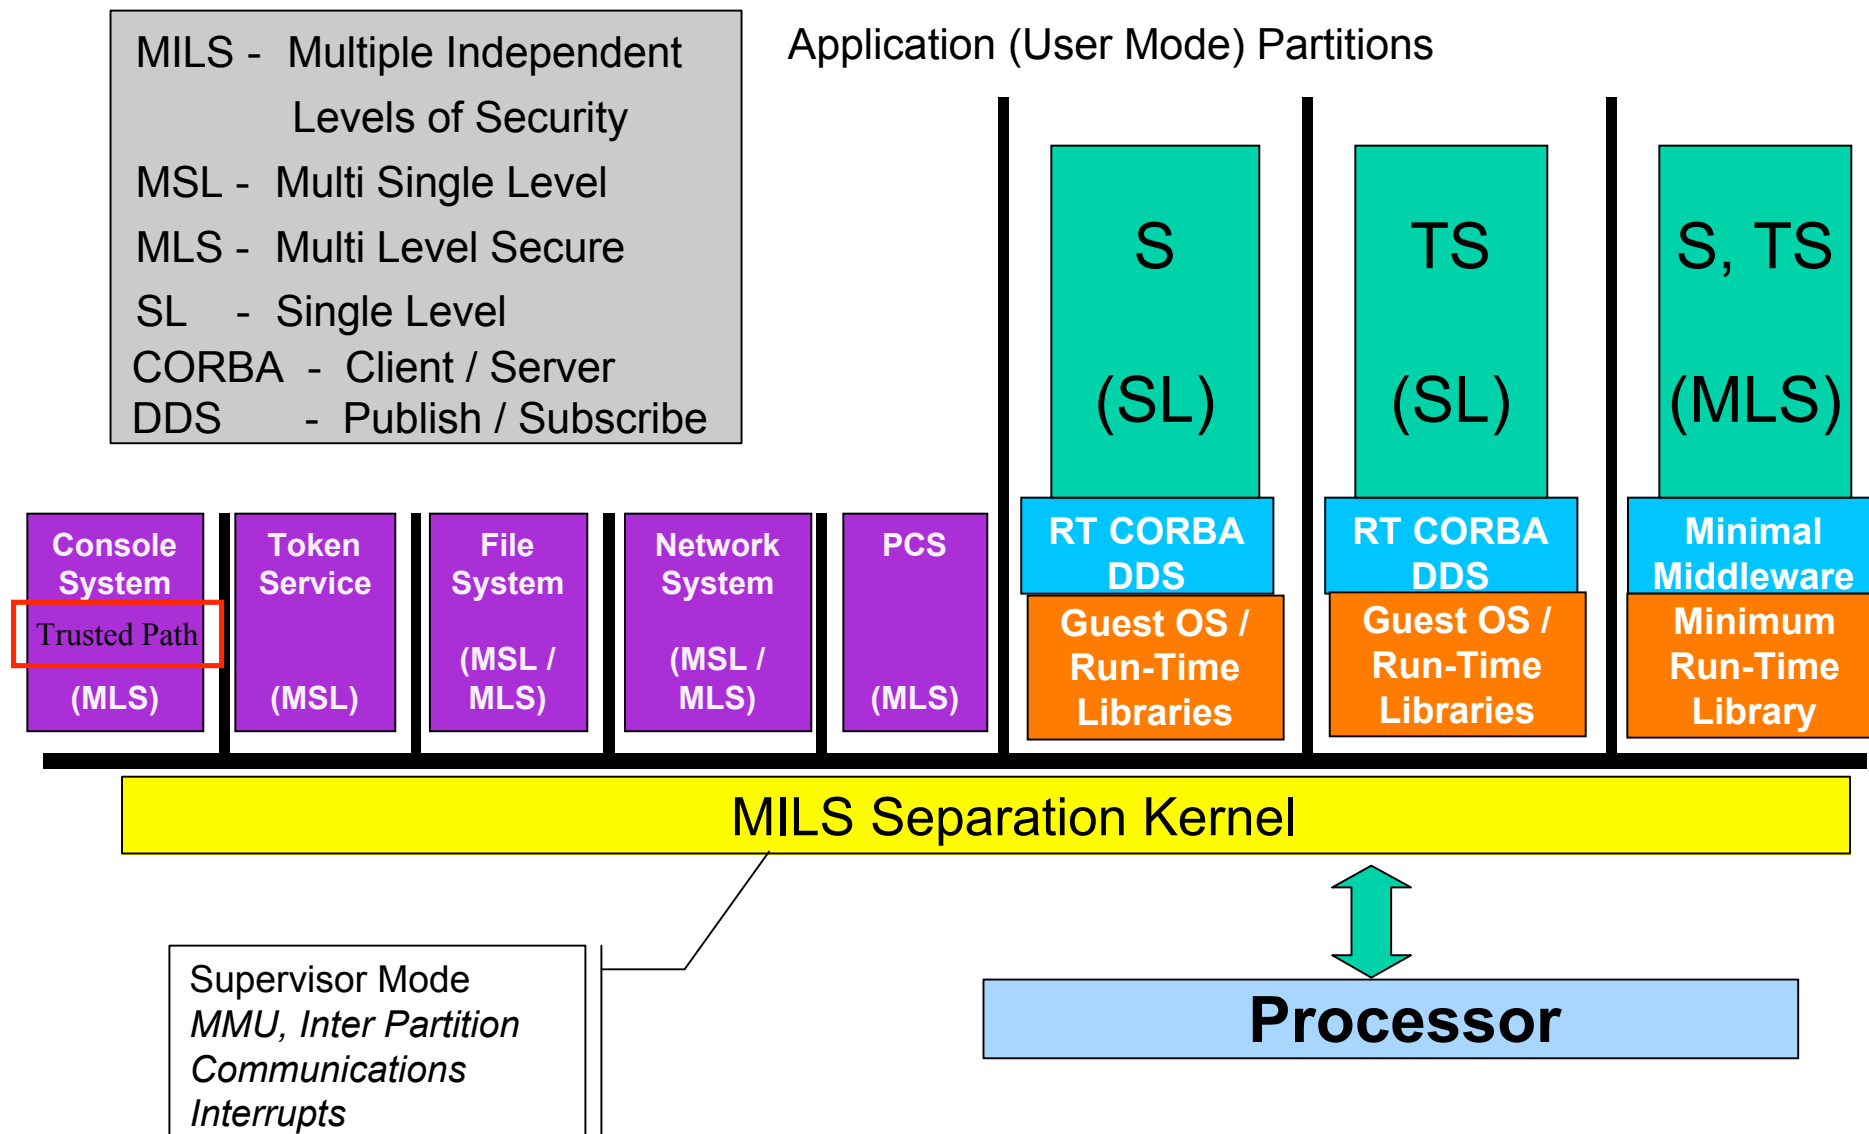 MILS - Multiple Independent
Levels of Security
MSL - Multi Single Level
MLS - Multi Level Secure
SL - Single Level
CORBA - Client / Server
DDS - Publish / Subscribe
Application (User Mode) Partitions
S
(SL)
TS
(SL)
S, TS
(MLS)
Console
System
Trusted Path
(MLS)
Token
Service
(MSL)
File
System
(MSL /
MLS)
Network
System
(MSL /
MLS)
PCS
(MLS)
RT CORBA
DDS
Guest OS /
Run-Time
Libraries
RT CORBA
DDS
Guest OS /
Run-Time
Libraries
Minimal
Middleware
Minimum
Run-Time
Library
MILS Separation Kernel
Supervisor Mode
MMU, Inter Partition
Communications
Interrupts
Processor